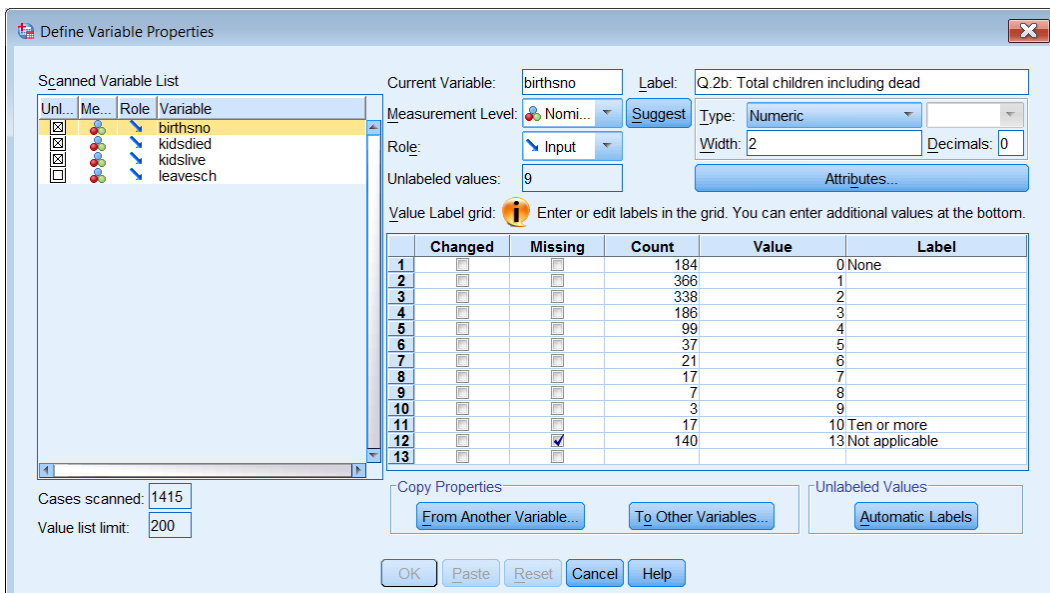 Define Variable Properties
Scanned Variable List
Unl... Me... Role Variable
birthsno
kidsdied
kidslive
leavesch
Cases scanned: 1415
Value list limit: 200
Current Variable: birthsno Label: Q.2b: Total children including dead
Measurement Level: Nomi... Suggest Type: Numeric
Role: Input Width: 2 Decimals: 0
Unlabeled values: 9 Attributes...
Value Label grid: Enter or edit labels in the grid. You can enter additional values at the bottom.
Changed Missing Count Value Label
1 184 0 None
2 366 1
3 338 2
4 186 3
5 99 4
6 37 5
7 21 6
8 17 7
9 7 8
10 3 9
11 17 10 Ten or more
12 140 13 Not applicable
13
Copy Properties Unlabeled Values
From Another Variable... To Other Variables... Automatic Labels
OK Paste Reset Cancel Help